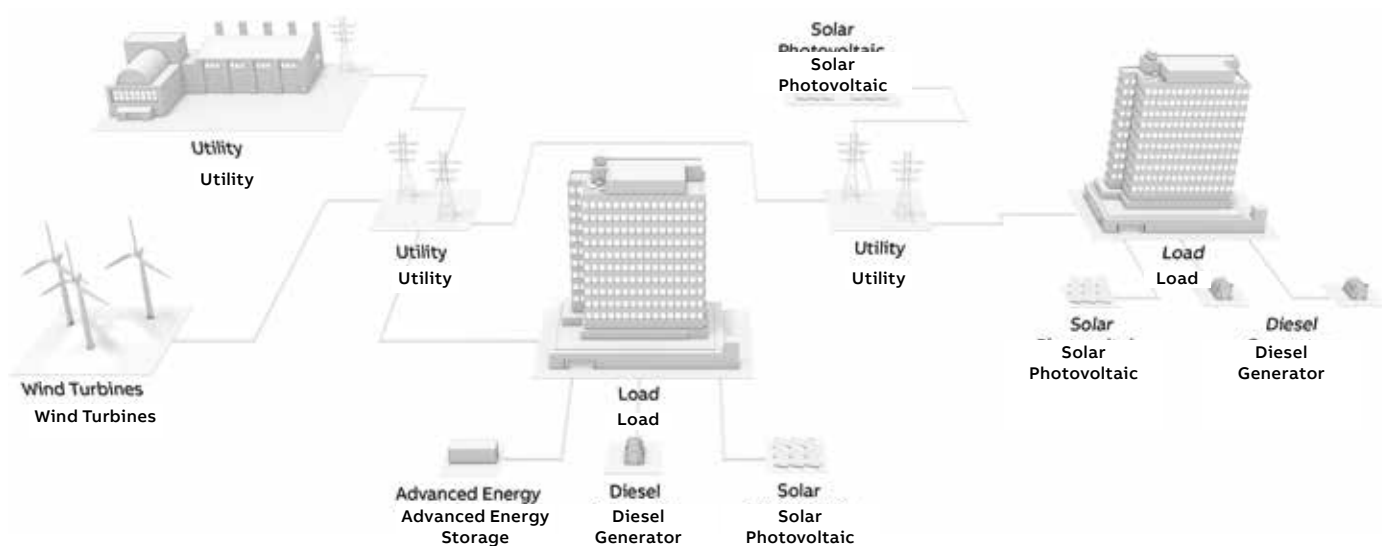 Solar
Photovoltaic
Solar
Photovoltaic
Utility
Utility
Utility
Utility
Utility
Utility
Load
Load
Solar
Solar
Photovoltaic
Diesel
Diesel
Generator
Wind Turbines
Wind Turbines
Load
Load
Advanced Energy
Advanced Energy
Storage
Diesel
Diesel
Generator
Solar
Solar
Photovoltaic